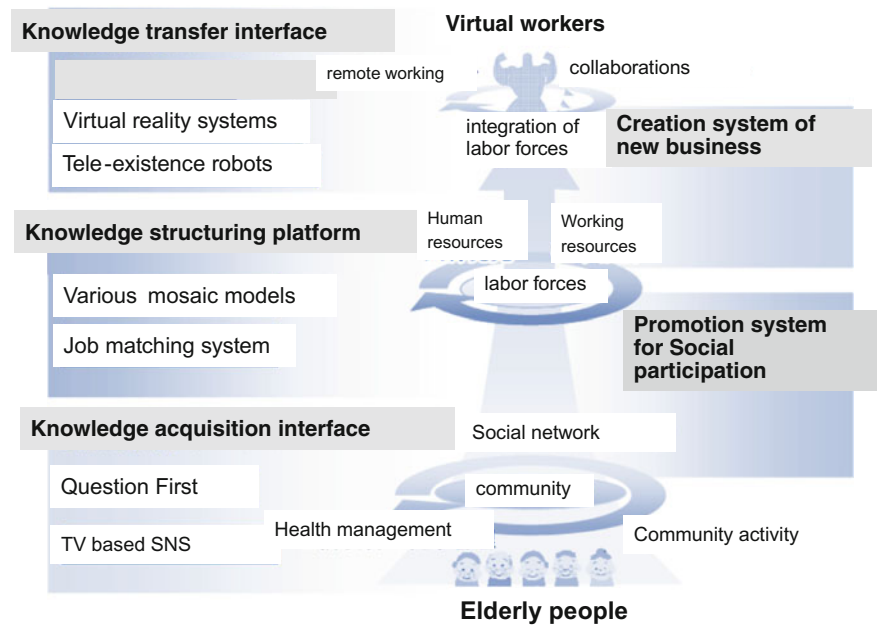 Knowledge transfer interface
Virtual workers
remote working
collaborations
Virtual reality systems
Tele-existence robots
integration of
labor forces
Creation system of
new business
Knowledge structuring platform
Human
resources
Working
resources
labor forces
Various mosaic models
Job matching system
Promotion system
for Social
participation
Knowledge acquisition interface
Social network
Question First
community
TV based SNS
Health management
Community activity
Elderly people